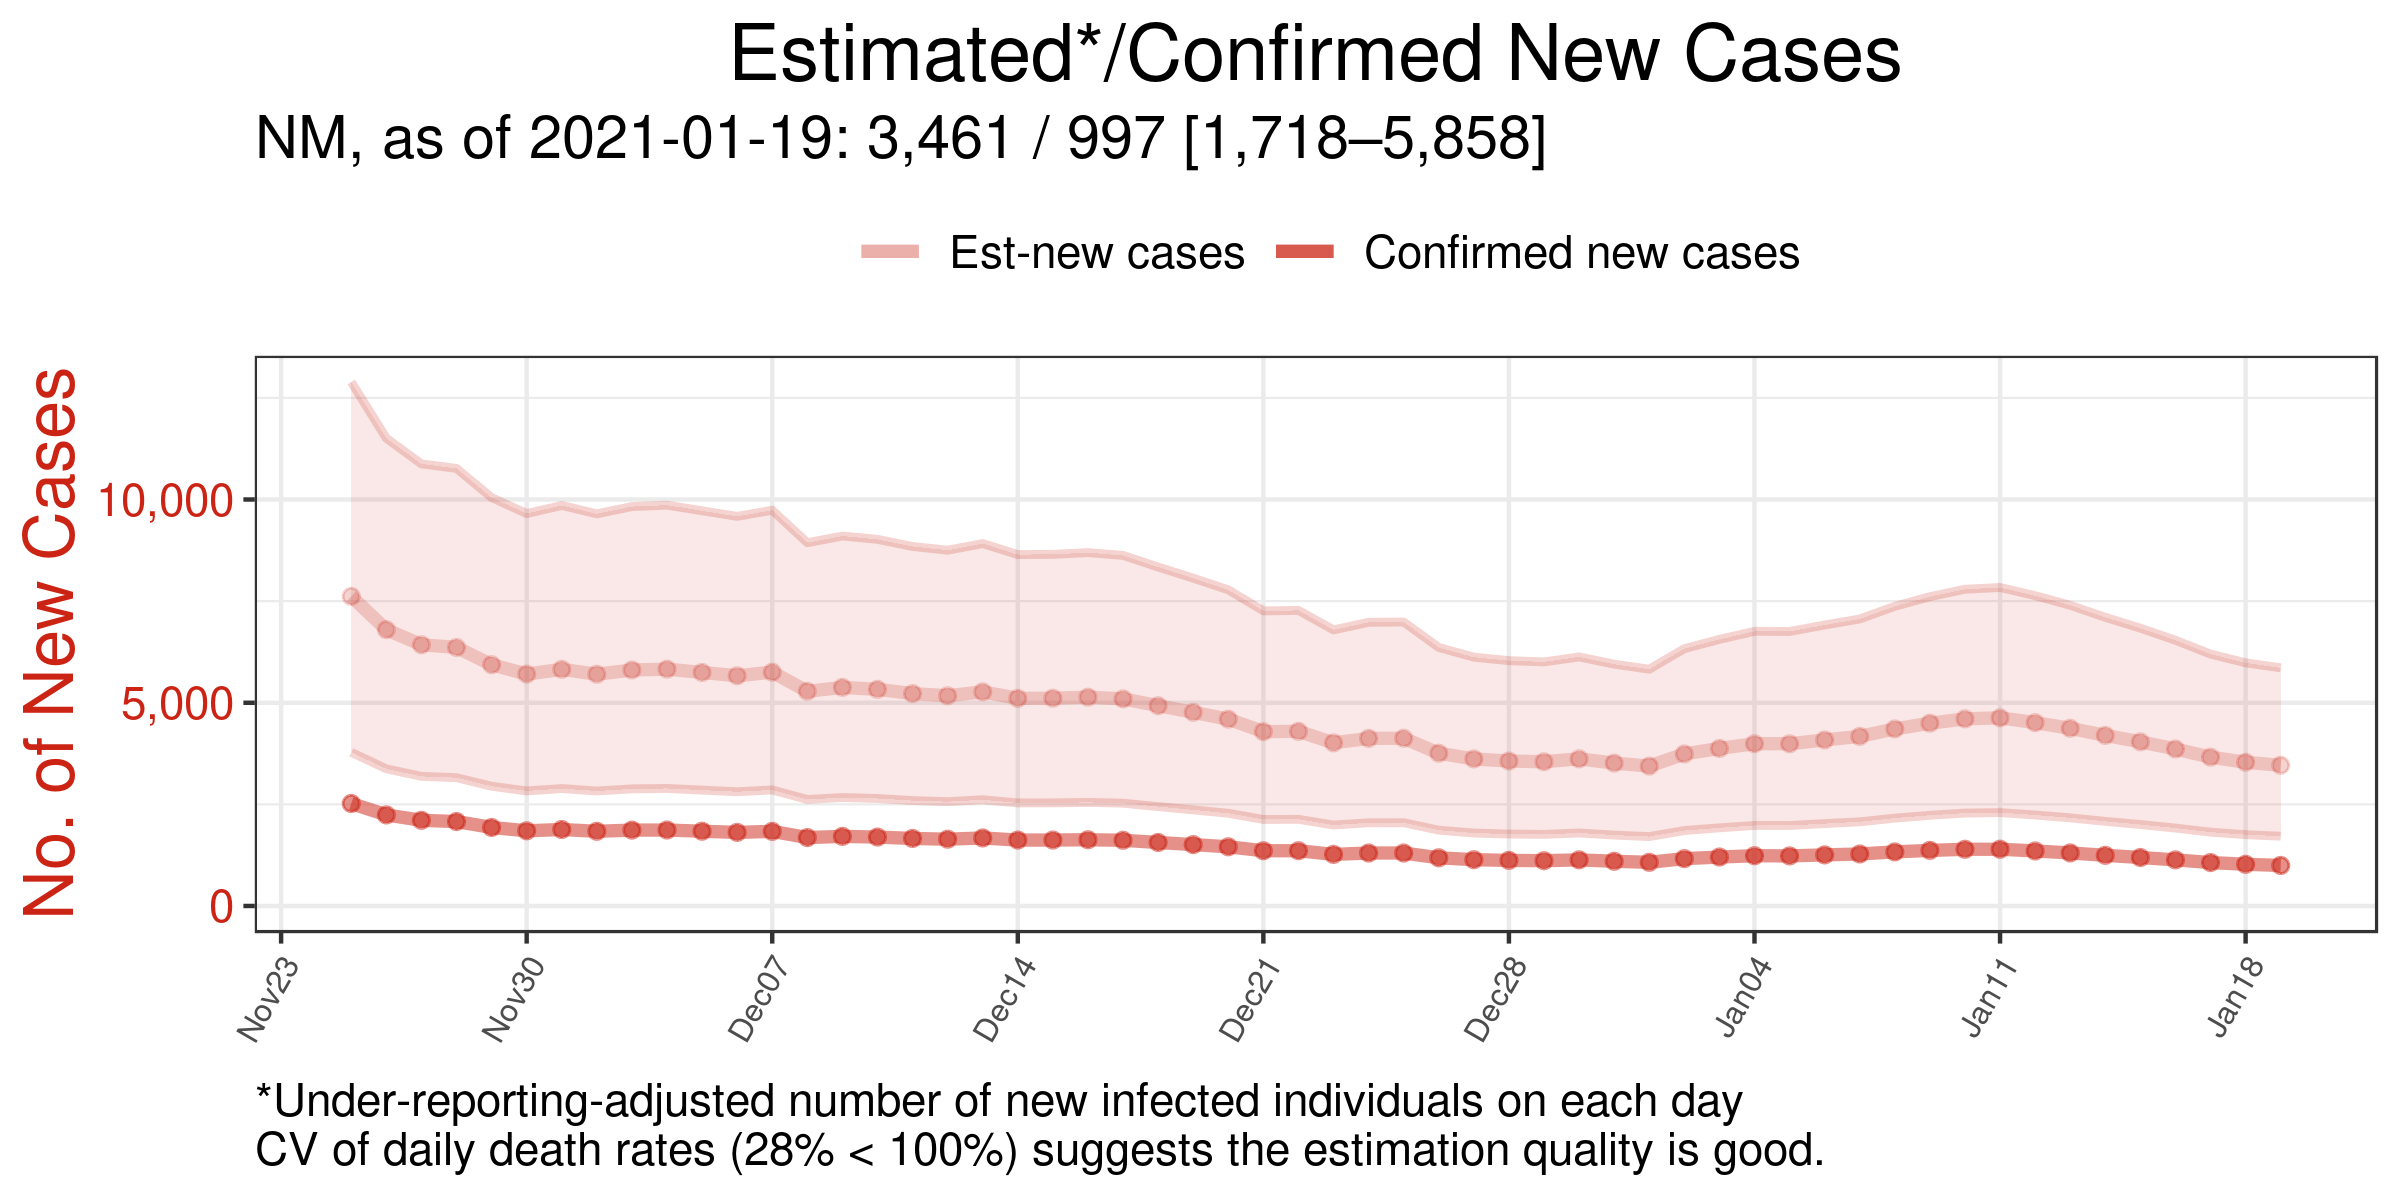 Estimated*/Confirmed New Cases
NM, as of 2021-01-19: 3,461 / 997 [1,718–5,858]
Est-new cases
Confirmed new cases
No. of New Cases
10,000
5,000
0
Nov23
Nov30
Dec07
Dec14
Dec21
Dec28
Jan04
Jan11
Jan18
*Under-reporting-adjusted number of new infected individuals on each day
CV of daily death rates (28% < 100%) suggests the estimation quality is good.